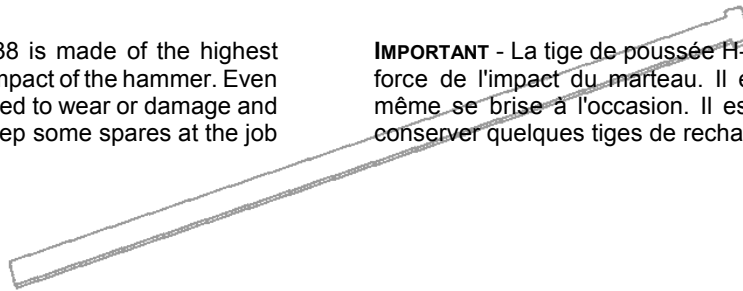 38 is made of the highest
mpact of the hammer. Even
ed to wear or damage and
ep some spares at the job
IMPORTANT - La tige de poussée H-
force de l'impact du marteau. Il e
même se brise à l'occasion. Il es
conserver quelques tiges de recha